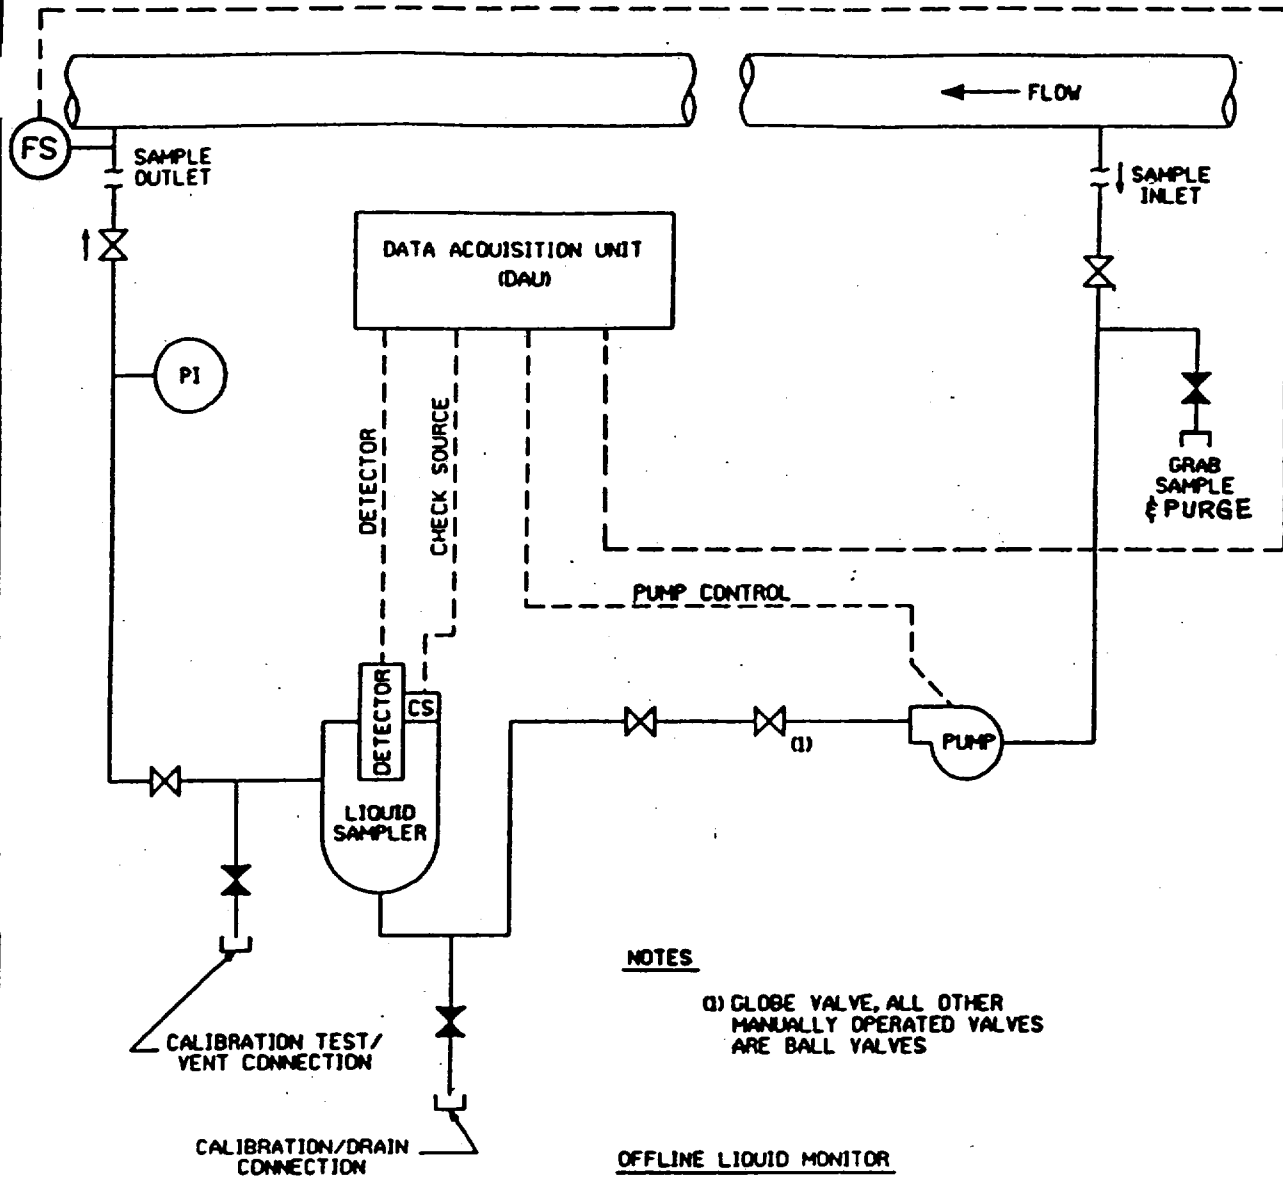 FLOW
FS
SAMPLE
OUTLET
SAMPLE
INLET
DATA ACQUISITION UNIT
(DAU)
PI
DETECTOR
CHECK SOURCE
GRAB
SAMPLE
& PURGE
PUMP CONTROL
DETECTOR
CS
PUMP
(1)
LIQUID
SAMPLER
NOTES
(1) GLOBE VALVE, ALL OTHER
MANUALLY OPERATED VALVES
ARE BALL VALVES
CALIBRATION TEST/
VENT CONNECTION
CALIBRATION/DRAIN
CONNECTION
OFFLINE LIQUID MONITOR